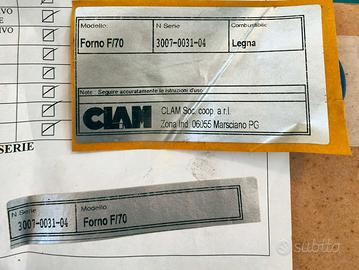 IVO
E
VO
Modello:
N.Serie
Combustibile:
Forno F/70
3007-0031-04
Legna
Note : Seguire accuratamente le istruzioni d'uso
CLAM
CLAM Soc. coop. a r.l.
Zona Ind. 06055 Marsciano PG
SERIE
N.Serie
Modello
3007-0031-04
Forno F/70
subito